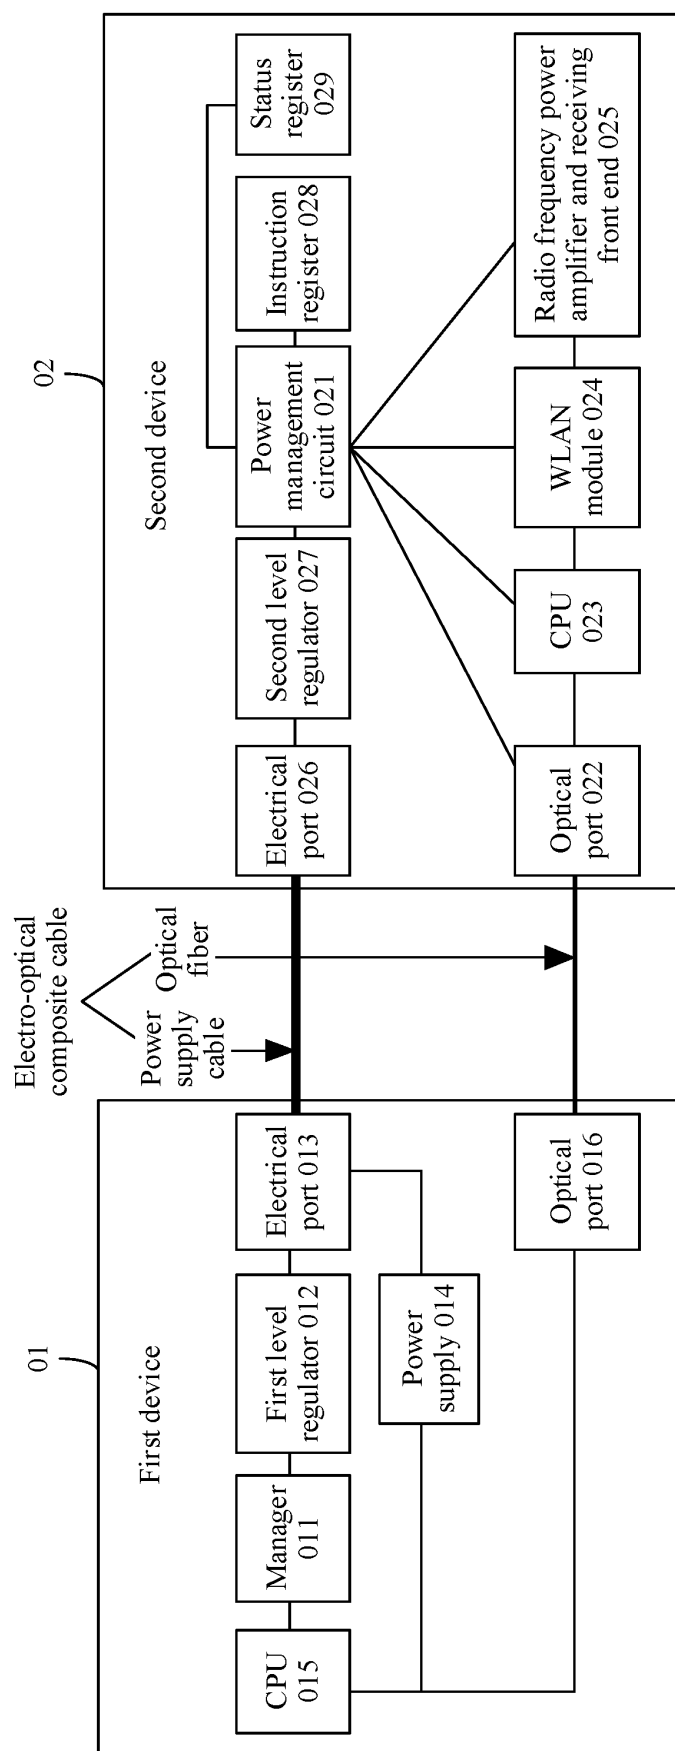 01
First device
CPU
015
Manager
011
First level
regulator 012
Electrical
port 013
Power
supply 014
Optical
port 016
Electro-optical
composite cable
Power
supply
cable
Optical
fiber
02
Second device
Electrical
port 026
Second level
regulator 027
Power
management
circuit 021
Instruction
register 028
Status
register
029
Optical
port 022
CPU
023
WLAN
module 024
Radio frequency power
amplifier and receiving
front end 025